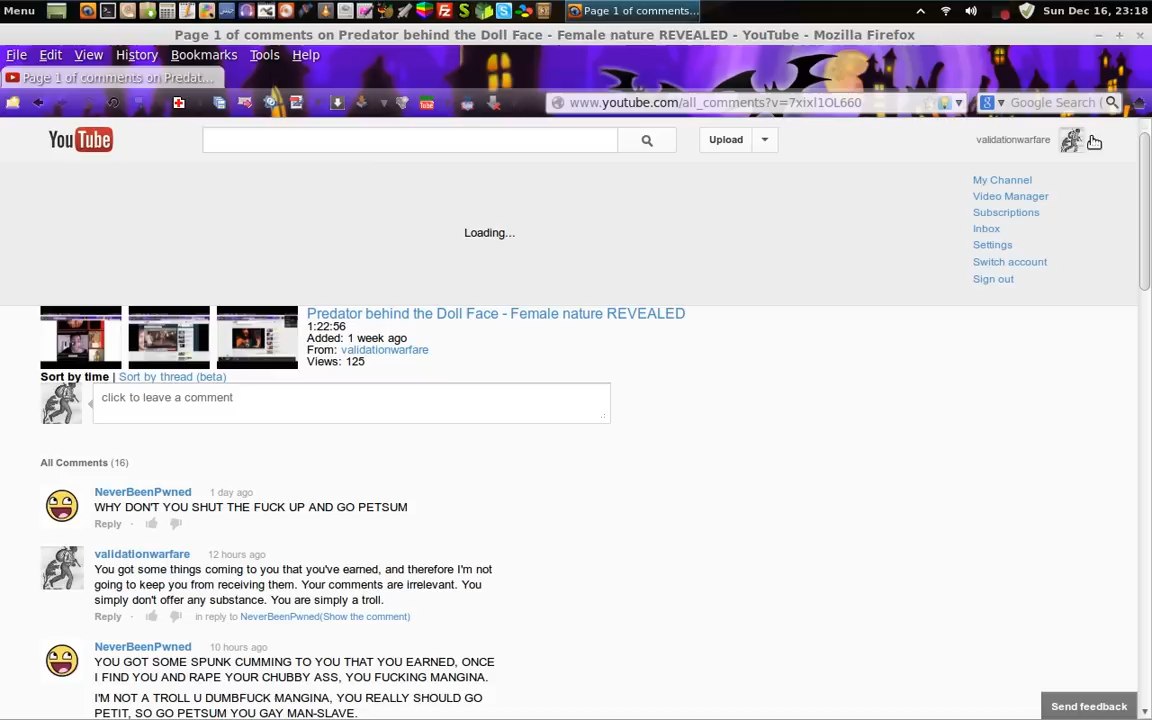 Menu
Page 1 of comments...
Sun Dec 16, 23:18
Page 1 of comments on Predator behind the Doll Face - Female nature REVEALED - YouTube - Mozilla Firefox
File Edit View History Bookmarks Tools Help
Page 1 of comments on Predat...
www.youtube.com/all_comments?v=7xixl1OL660
Google Search (
YouTube
Upload
validationwarfare
My Channel
Video Manager
Subscriptions
Loading...
Inbox
Settings
Switch account
Sign out
Predator behind the Doll Face - Female nature REVEALED
1:22:56
Added: 1 week ago
From: validationwarfare
Views: 125
Sort by time | Sort by thread (beta)
click to leave a comment
All Comments (16)
NeverBeenPwned 1 day ago
WHY DON'T YOU SHUT THE FUCK UP AND GO PETSUM
Reply ·
validationwarfare 12 hours ago
You got some things coming to you that you've earned, and therefore I'm not
going to keep you from receiving them. Your comments are irrelevant. You
simply don't offer any substance. You are simply a troll.
Reply · in reply to NeverBeenPwned(Show the comment)
NeverBeenPwned 10 hours ago
YOU GOT SOME SPUNK CUMMING TO YOU THAT YOU EARNED, ONCE
I FIND YOU AND RAPE YOUR CHUBBY ASS, YOU FUCKING MANGINA.
I'M NOT A TROLL U DUMBFUCK MANGINA, YOU REALLY SHOULD GO
PETIT, SO GO PETSUM YOU GAY MAN-SLAVE.
Send feedback